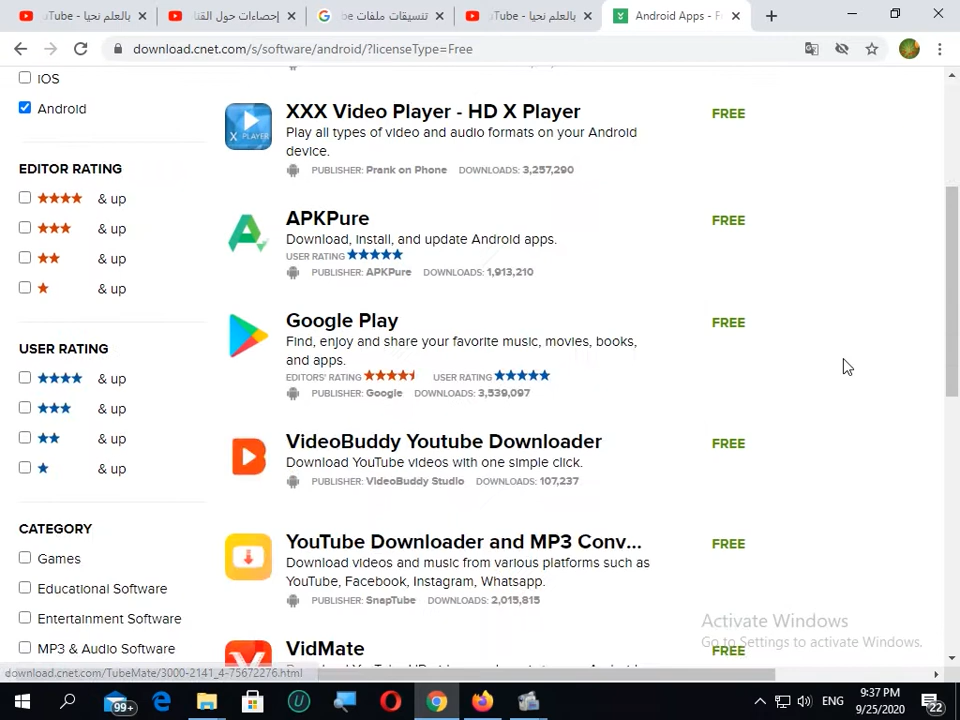 بالعلم نحيا - uTube
إحصاءات حول القنا
تنسيقات ملفات ube
بالعلم نحيا - uTube
Android Apps - Fr
download.cnet.com/s/software/android/?licenseType=Free
iOS
Android
EDITOR RATING
& up
& up
& up
& up
USER RATING
& up
& up
& up
& up
CATEGORY
Games
Educational Software
Entertainment Software
MP3 & Audio Software
XXX Video Player - HD X Player
FREE
Play all types of video and audio formats on your Android
device.
PUBLISHER: Prank on Phone DOWNLOADS: 3,257,290
X PLAYER
APKPure
FREE
Download, install, and update Android apps.
USER RATING
PUBLISHER: APKPure DOWNLOADS: 1,913,210
Google Play
FREE
Find, enjoy and share your favorite music, movies, books,
and apps.
EDITORS' RATING USER RATING
PUBLISHER: Google DOWNLOADS: 3,539,097
VideoBuddy Youtube Downloader
FREE
Download YouTube videos with one simple click.
PUBLISHER: VideoBuddy Studio DOWNLOADS: 107,237
YouTube Downloader and MP3 Conv...
FREE
Download videos and music from various platforms such as
YouTube, Facebook, Instagram, Whatsapp.
PUBLISHER: SnapTube DOWNLOADS: 2,015,815
VidMate
FREE
Activate Windows
Go to Settings to activate Windows.
download.cnet.com/TubeMate/3000-2141_4-75672276.html
99+
ENG
9:37 PM
9/25/2020
22